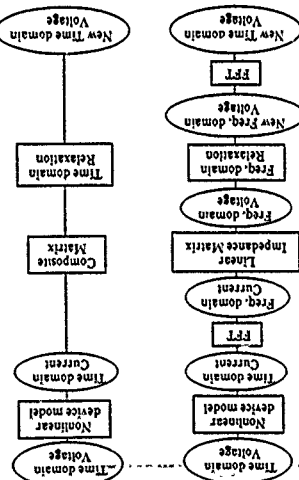 Time domain
Voltage
Nonlinear
device model
Time domain
Current
FFT
Freq. domain
Current
Linear
Impedance Matrix
Freq. domain
Voltage
Freq. domain
Relaxation
New Freq. domain
Voltage
FFT
New Time domain
Voltage
Time domain
Voltage
Nonlinear
device model
Time domain
Current
Composite
Matrix
Time domain
Relaxation
New Time domain
Voltage